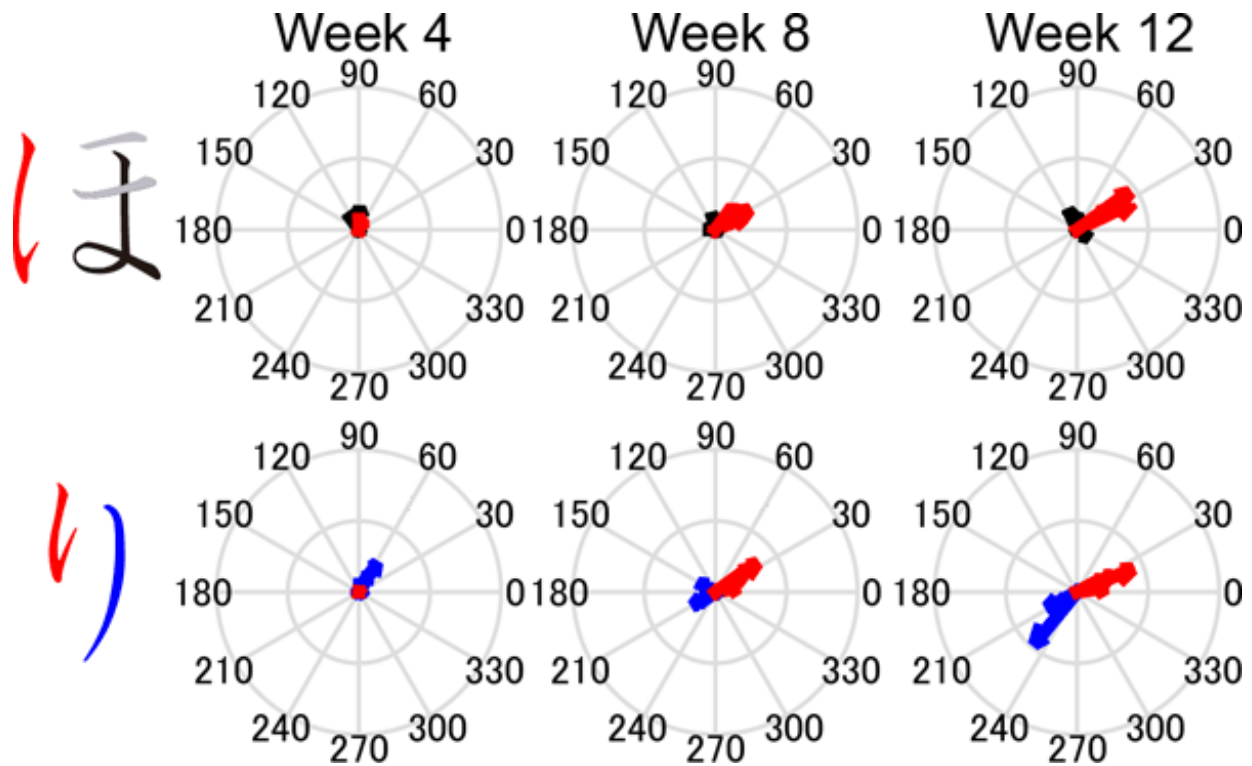 Week 4 Week 8 Week 12
90 90 90
120 60 120 60 120 60
150 30 150 30 150 30
ほ
180 0 180 0 180 0
210 330 210 330 210 330
240 300 240 300 240 300
270 270 270
90 90 90
120 60 120 60 120 60
150 30 150 30 150 30
り
180 0 180 0 180 0
210 330 210 330 210 330
240 300 240 300 240 300
270 270 270